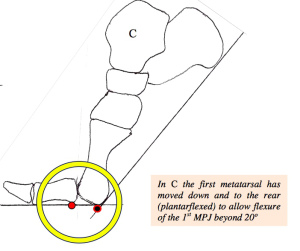 C
In C the first metatarsal has
moved down and to the rear
(plantarflexed) to allow flexure
of the 1st MPJ beyond 20°